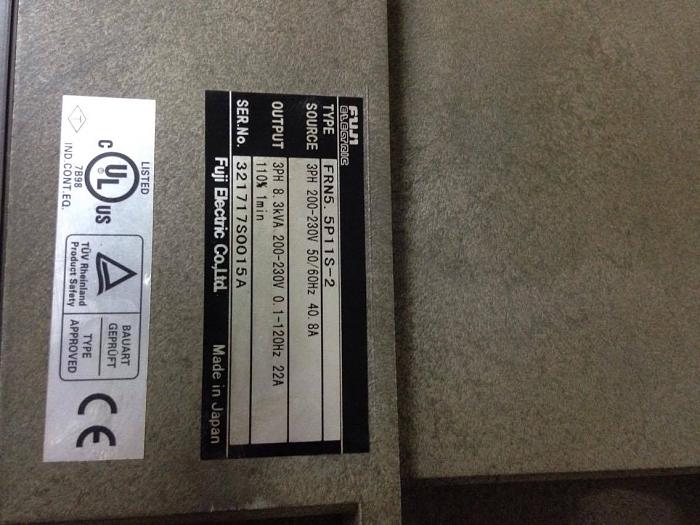 FUJI
ELECTRIC
TYPE FRN5.5P11S-2
SOURCE 3PH 200-230V 50/60Hz 40.8A
OUTPUT 3PH 8.3kVA 200-230V 0.1-120Hz 22A
110% 1min
SER.No. 321717S0015A
Fuji Electric Co.,Ltd. Made in Japan
LISTED
C UL ® US
7B98
IND.CONT.EQ.
T
TÜV Rheinland
Product Safety
BAUART
GEPRÜFT
TYPE
APPROVED
CE